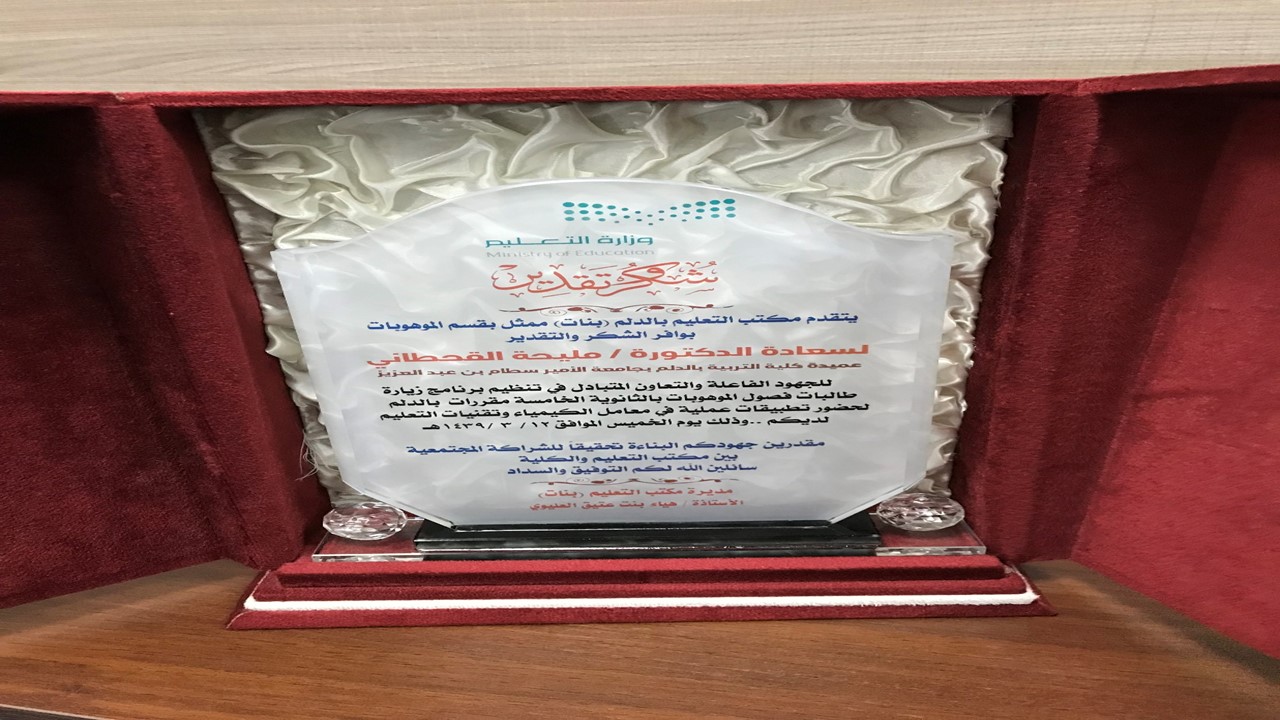 وزارة التعليم
Ministry of Education
شكر وتقدير
يتقدم مكتب التعليم بالدلم (بنات) ممثل بقسم الموهوبات
بوافر الشكر والتقدير
لسعادة الدكتورة / مليحة القحطاني
عميدة كلية التربية بالدلم بجامعة الأمير سطام بن عبد العزيز
للجهود الفاعلة والتعاون المتبادل في تنظيم برنامج زيارة
طالبات فصول الموهوبات بالثانوية الخامسة مقررات بالدلم
لحضور تطبيقات عملية في معامل الكيمياء وتقنيات التعليم
لديكم ..وذلك يوم الخميس الموافق ١٢/ ٣ /١٤٣٩ هـ
مقدرين جهودكم البناءة تحقيقاً للشراكة المجتمعية
بين مكتب التعليم والكلية
سائلين الله لكم التوفيق والسداد
مديرة مكتب التعليم (بنات)
الأستاذة / هياء بنت عتيق